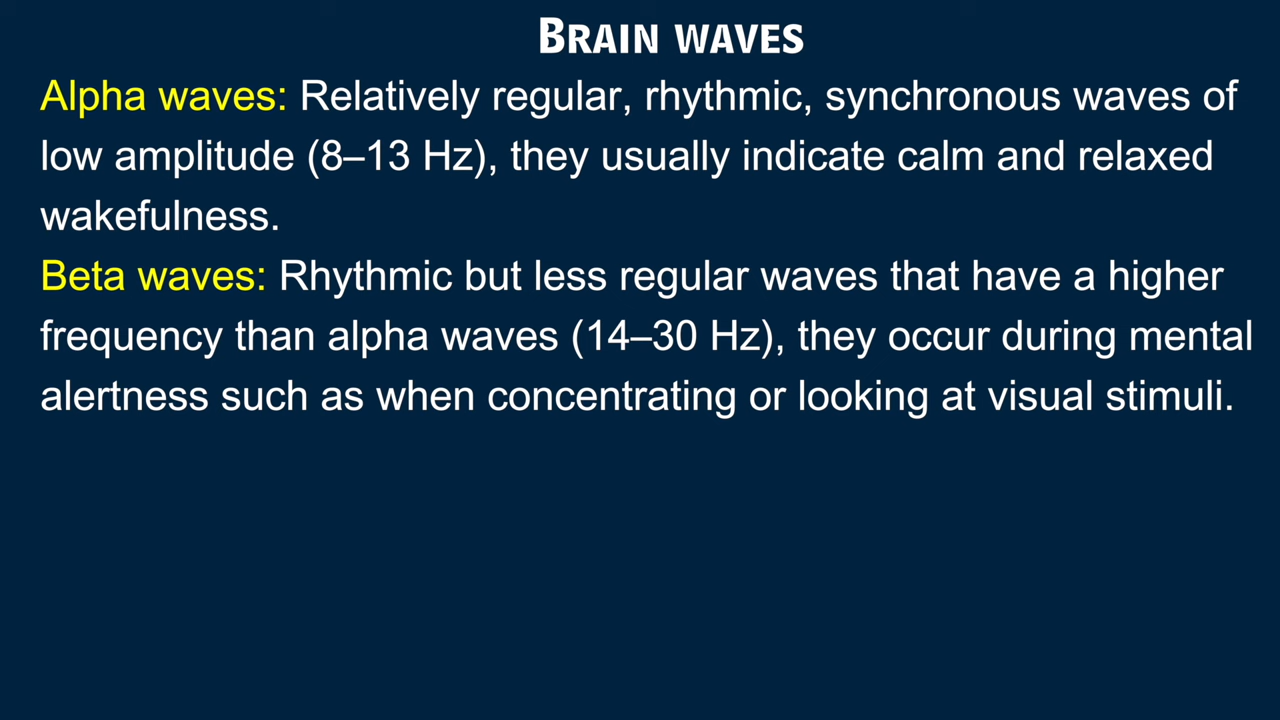 BRAIN WAVES
Alpha waves: Relatively regular, rhythmic, synchronous waves of
low amplitude (8–13 Hz), they usually indicate calm and relaxed
wakefulness.
Beta waves: Rhythmic but less regular waves that have a higher
frequency than alpha waves (14–30 Hz), they occur during mental
alertness such as when concentrating or looking at visual stimuli.